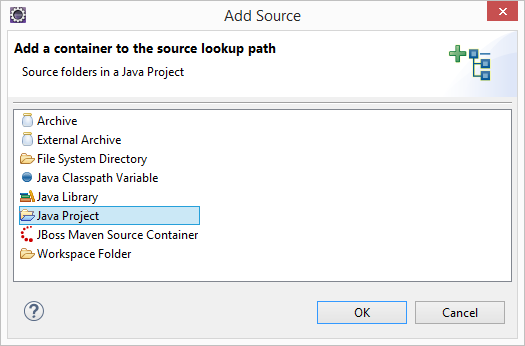 Add Source
Add a container to the source lookup path
Source folders in a Java Project
Archive
External Archive
File System Directory
Java Classpath Variable
Java Library
Java Project
JBoss Maven Source Container
Workspace Folder
?
OK
Cancel